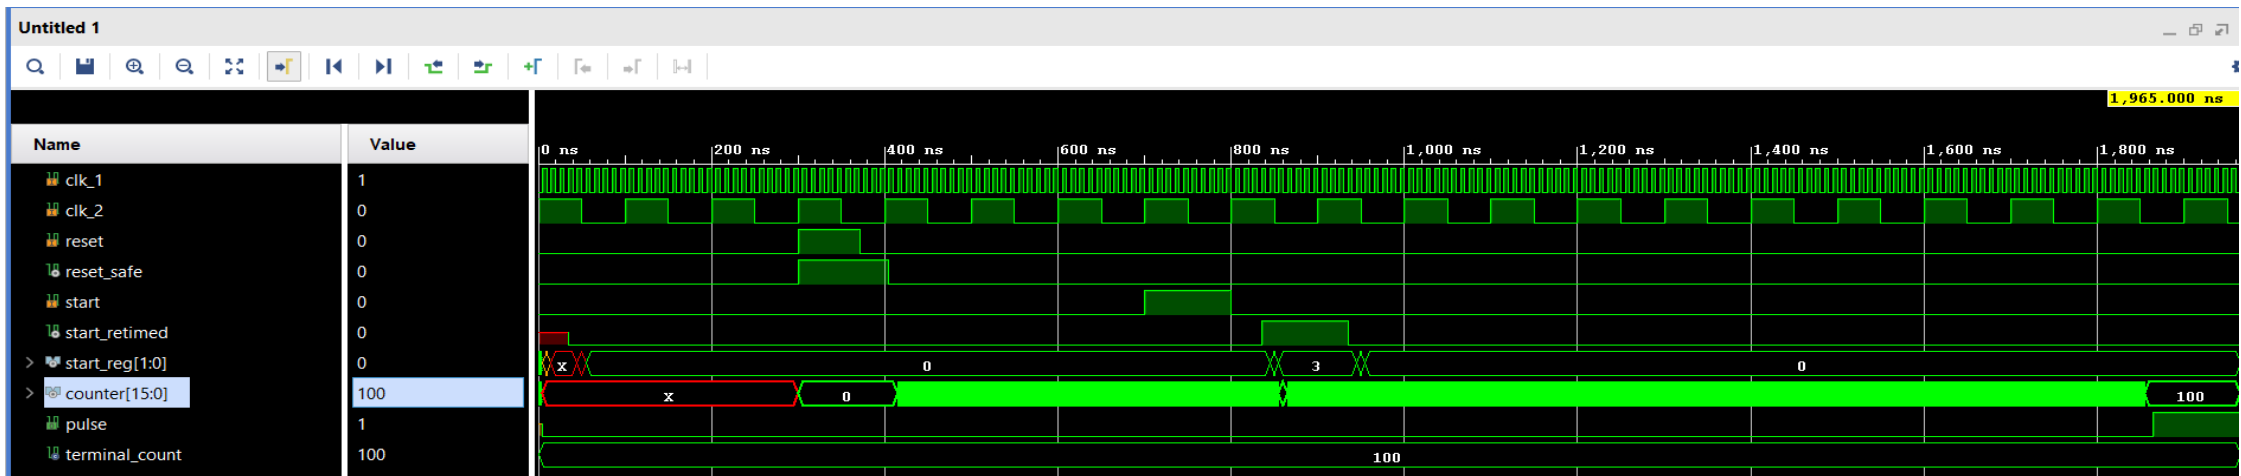 Untitled 1
1,965.000 ns
Name Value 0 ns 200 ns 400 ns 600 ns 800 ns 1,000 ns 1,200 ns 1,400 ns 1,600 ns 1,800 ns
clk_1 1
clk_2 0
reset 0
reset_safe 0
start 0
start_retimed 0
start_reg[1:0] 0 X 0 3 0
counter[15:0] 100 X 0 100
pulse 1
terminal_count 100 100